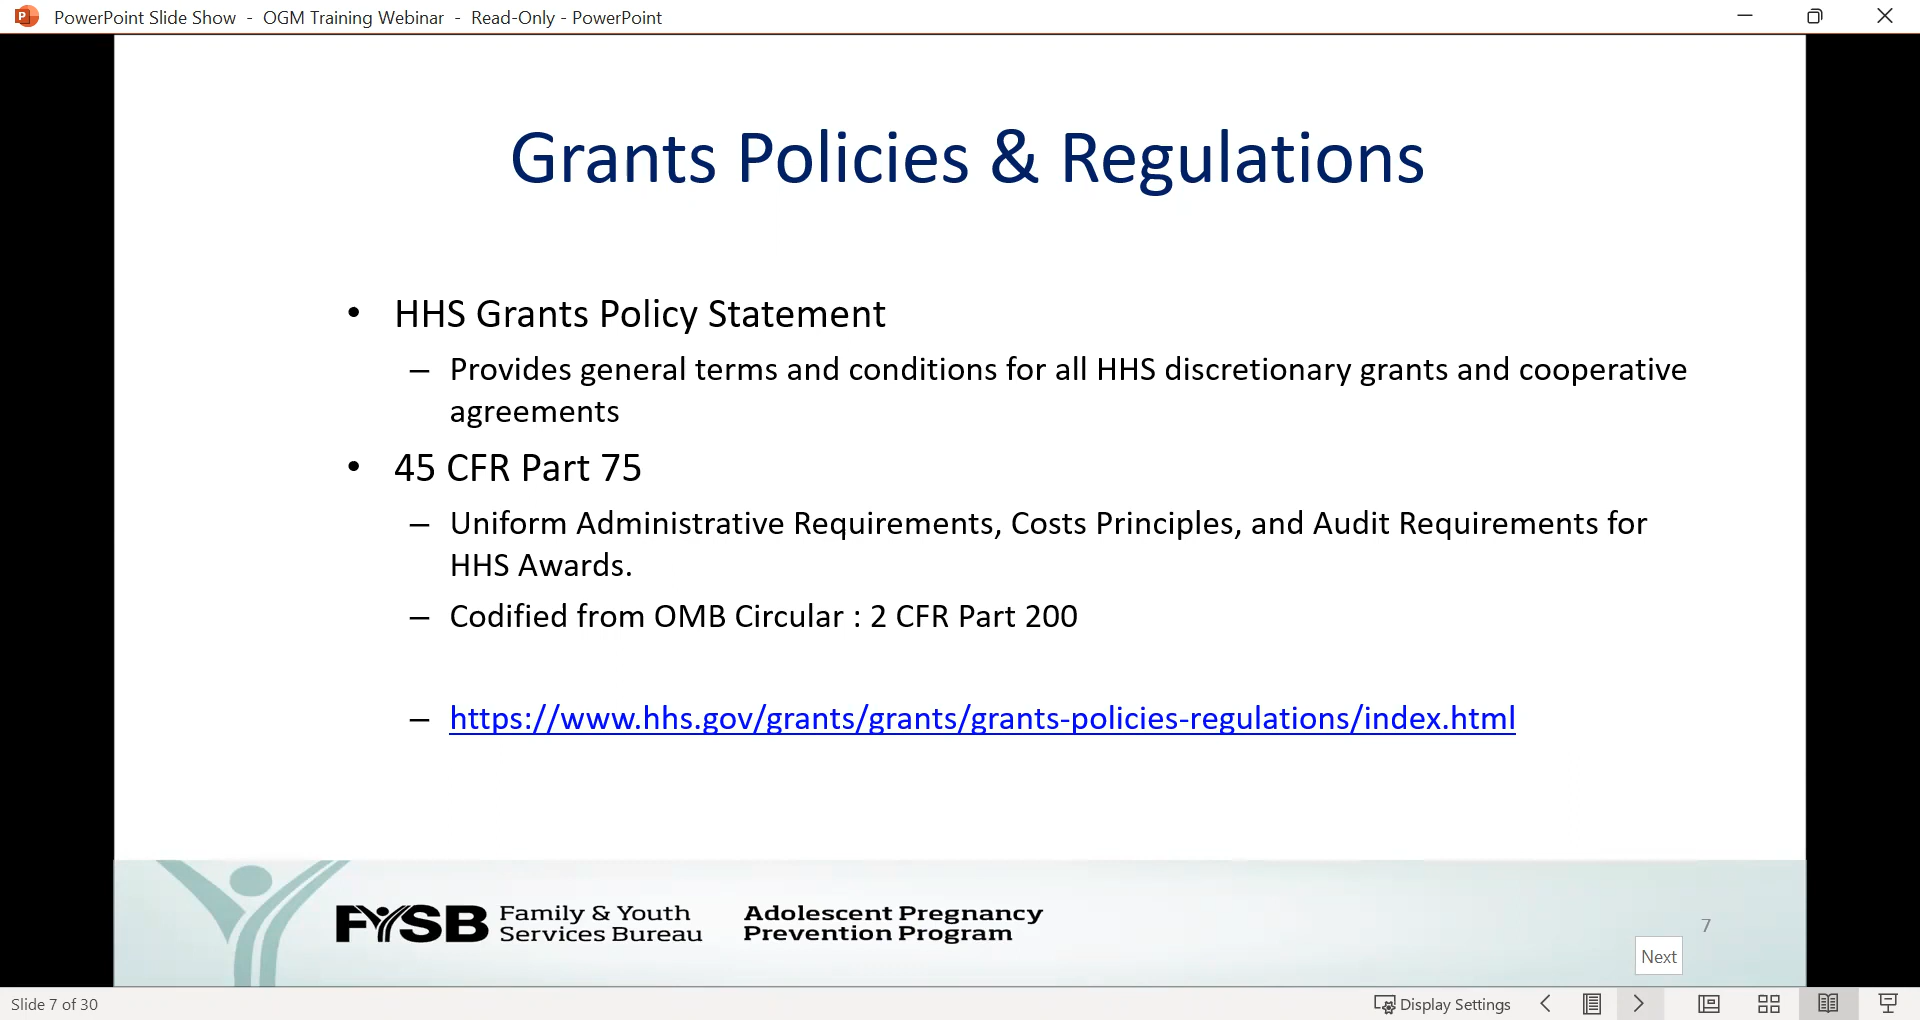 PowerPoint Slide Show - OGM Training Webinar - Read-Only - PowerPoint
Grants Policies & Regulations
• HHS Grants Policy Statement
– Provides general terms and conditions for all HHS discretionary grants and cooperative
agreements
• 45 CFR Part 75
– Uniform Administrative Requirements, Costs Principles, and Audit Requirements for
HHS Awards.
– Codified from OMB Circular : 2 CFR Part 200
– https://www.hhs.gov/grants/grants/grants-policies-regulations/index.html
FYSB Family & Youth
Services Bureau
Adolescent Pregnancy
Prevention Program
7
Next
Slide 7 of 30
Display Settings